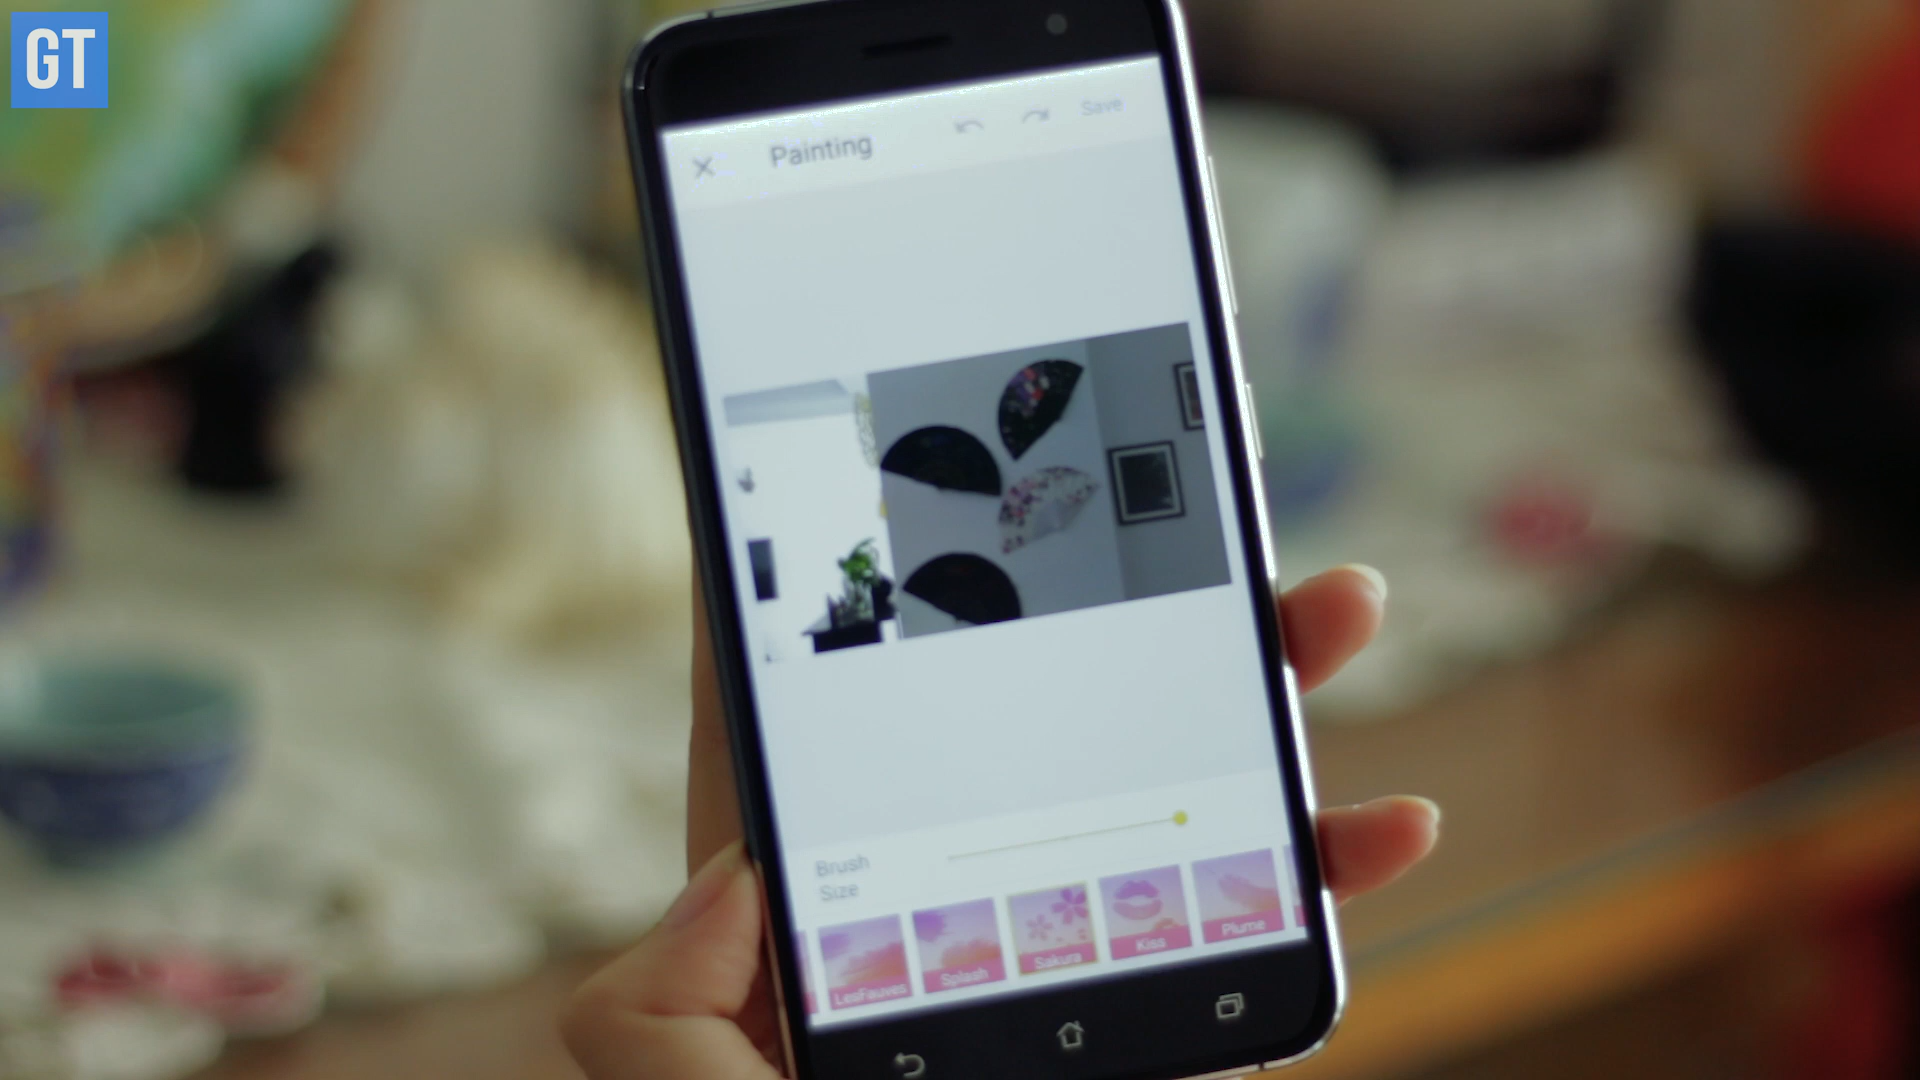 GT
Painting
Save
Brush
Size
LesFauves
Splash
Sakura
Kiss
Plume